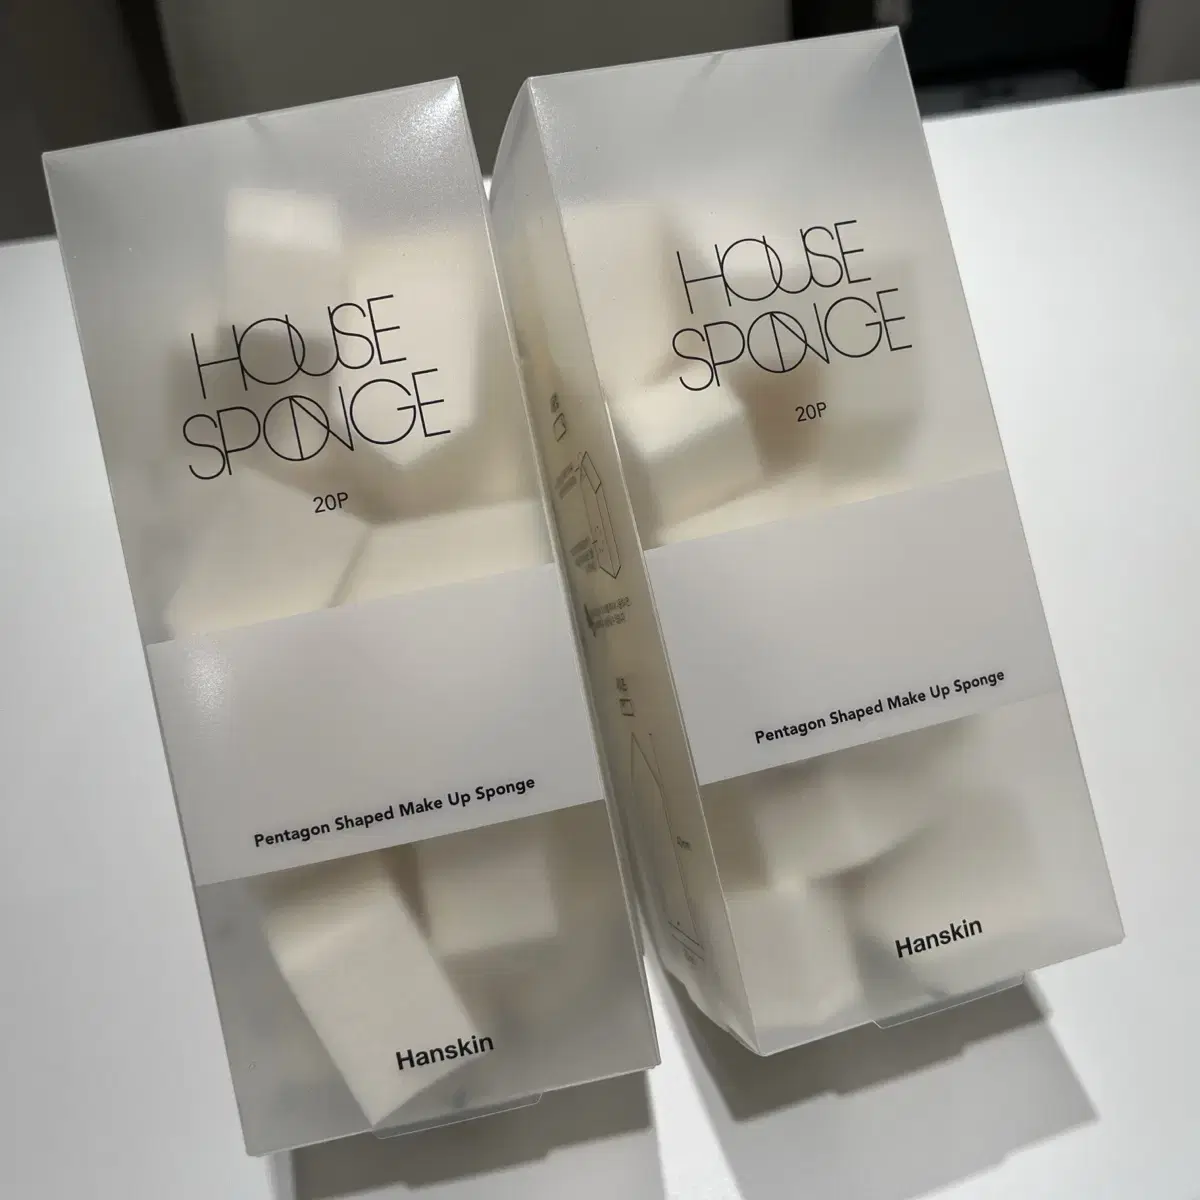 HOUSE
SPONGE
20P
Pentagon Shaped Make Up Sponge
Hanskin
HOUSE
SPONGE
20P
Pentagon Shaped Make Up Sponge
Hanskin